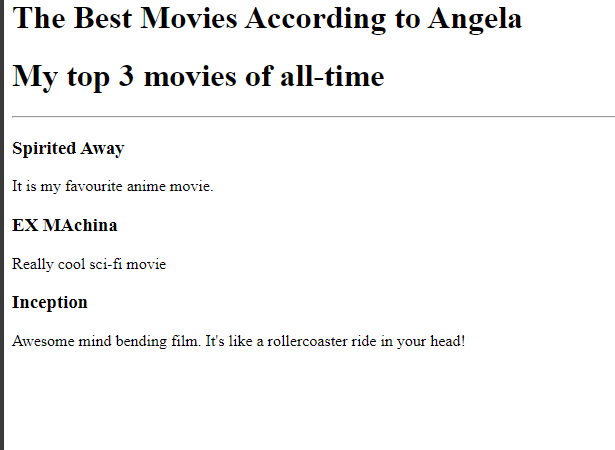 The Best Movies According to Angela
My top 3 movies of all-time
Spirited Away
It is my favourite anime movie.
EX MAchina
Really cool sci-fi movie
Inception
Awesome mind bending film. It's like a rollercoaster ride in your head!